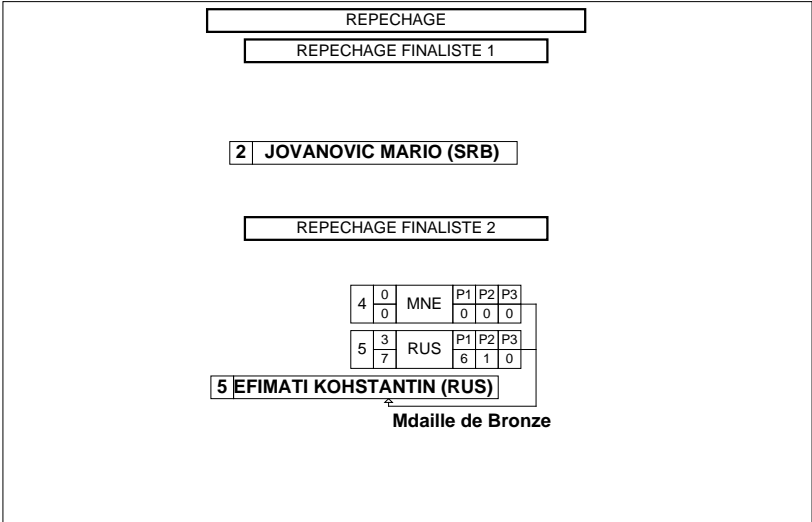 REPECHAGE
REPECHAGE FINALISTE 1
2 JOVANOVIC MARIO (SRB)
REPECHAGE FINALISTE 2
4 0 MNE P1 P2 P3
0 0 0 0
5 3 RUS P1 P2 P3
7 6 1 0
5 EFIMATI KOHSTANTIN (RUS)
Mdaille de Bronze